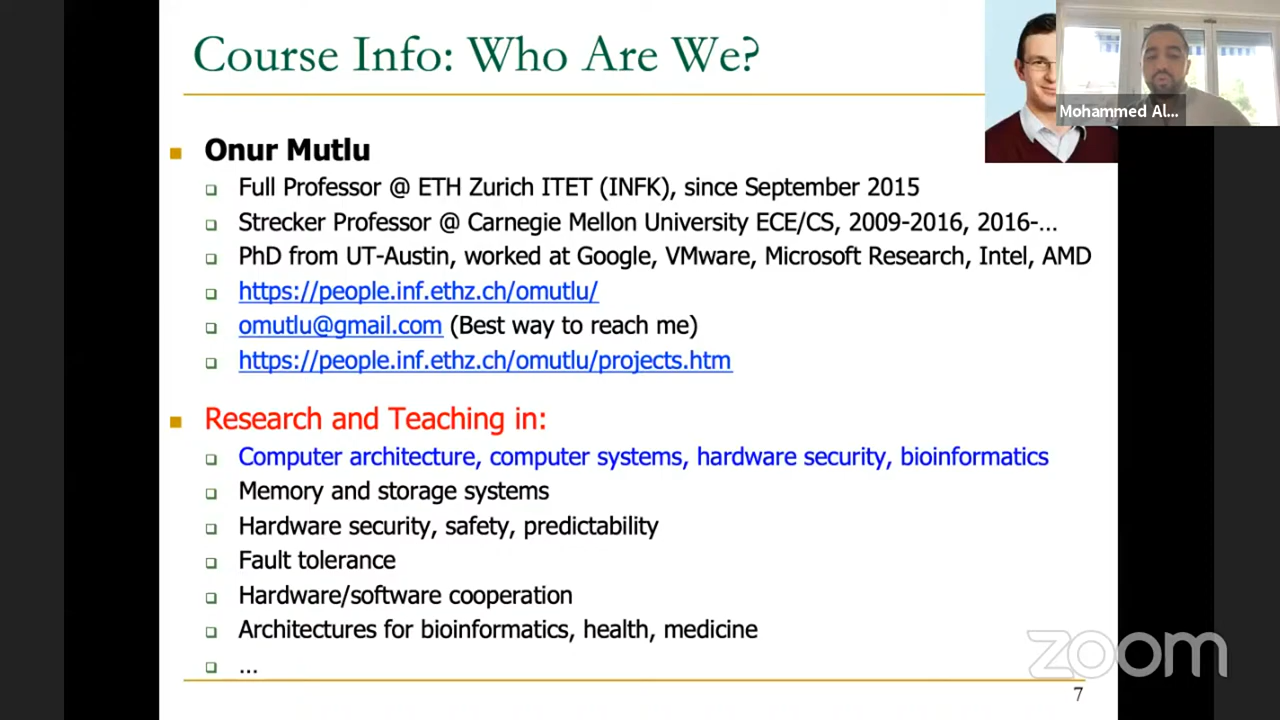 Course Info: Who Are We?
Mohammed Al...
Onur Mutlu
Full Professor @ ETH Zurich ITET (INFK), since September 2015
Strecker Professor @ Carnegie Mellon University ECE/CS, 2009-2016, 2016-...
PhD from UT-Austin, worked at Google, VMware, Microsoft Research, Intel, AMD
https://people.inf.ethz.ch/omutlu/
omutlu@gmail.com (Best way to reach me)
https://people.inf.ethz.ch/omutlu/projects.htm
Research and Teaching in:
Computer architecture, computer systems, hardware security, bioinformatics
Memory and storage systems
Hardware security, safety, predictability
Fault tolerance
Hardware/software cooperation
Architectures for bioinformatics, health, medicine
...
zoom
7